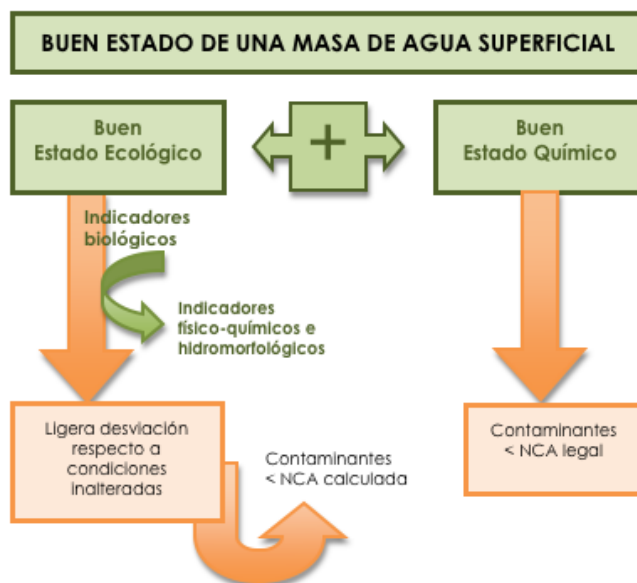 BUEN ESTADO DE UNA MASA DE AGUA SUPERFICIAL
Buen
Estado Ecológico
+
Buen
Estado Químico
Indicadores
biológicos
Indicadores
físico-químicos e
hidromorfológicos
Ligera desviación
respecto a
condiciones
inalteradas
Contaminantes
< NCA calculada
Contaminantes
< NCA legal